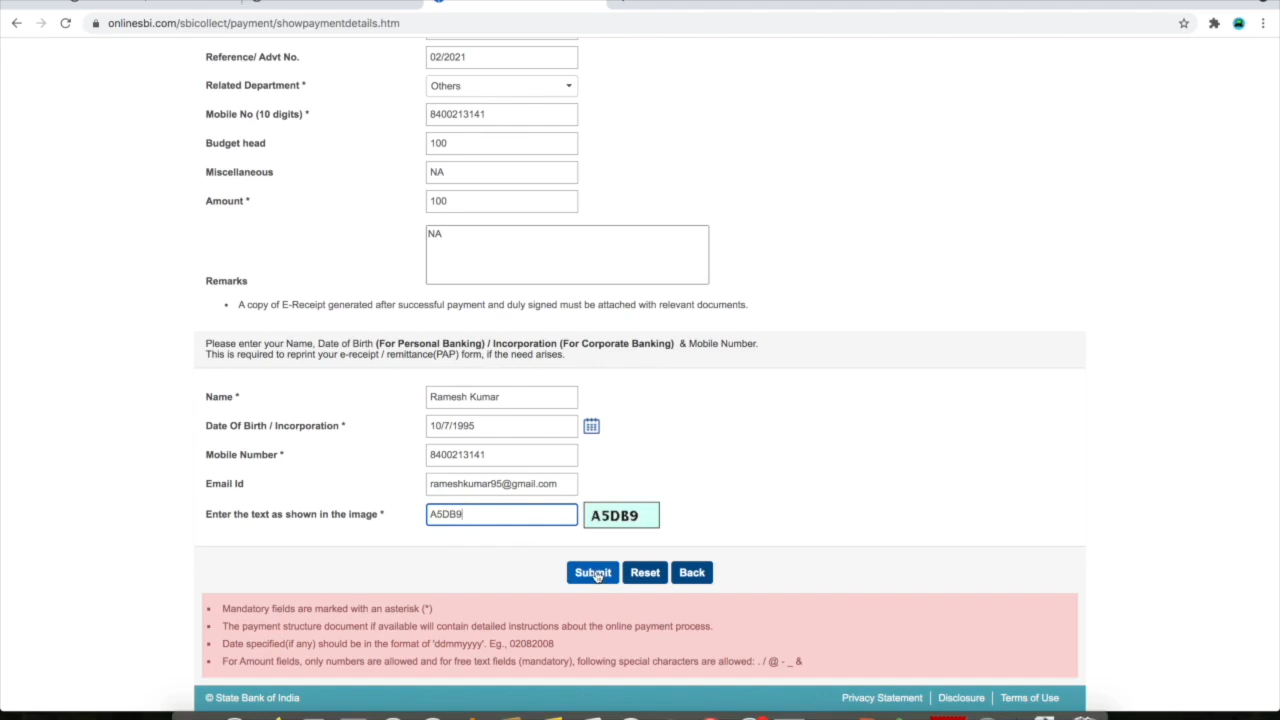 onlinesbi.com/sbicollect/payment/showpaymentdetails.htm
Reference/ Advt No. 02/2021
Related Department * Others
Mobile No (10 digits) * 8400213141
Budget head 100
Miscellaneous NA
Amount * 100
NA
Remarks
• A copy of E-Receipt generated after successful payment and duly signed must be attached with relevant documents.
Please enter your Name, Date of Birth (For Personal Banking) / Incorporation (For Corporate Banking) & Mobile Number.
This is required to reprint your e-receipt / remittance(PAP) form, if the need arises.
Name * Ramesh Kumar
Date Of Birth / Incorporation * 10/7/1995
Mobile Number * 8400213141
Email Id rameshkumar95@gmail.com
Enter the text as shown in the image * A5DB9 A5DB9
Submit Reset Back
Mandatory fields are marked with an asterisk (*)
The payment structure document if available will contain detailed instructions about the online payment process.
Date specified(if any) should be in the format of 'ddmmyyyy'. Eg., 02082008
For Amount fields, only numbers are allowed and for free text fields (mandatory), following special characters are allowed: . / @ - _ &
© State Bank of India Privacy Statement | Disclosure | Terms of Use